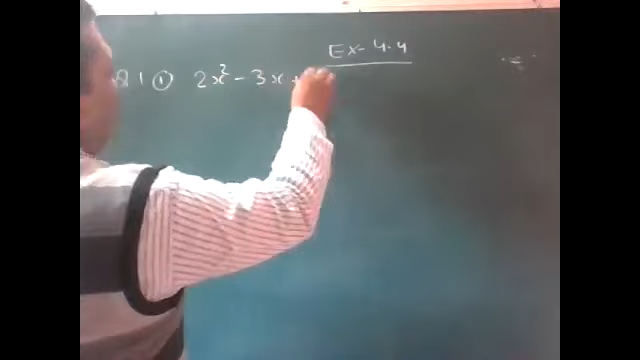 Ex-4.4
Q1 ① 2x² - 3x +